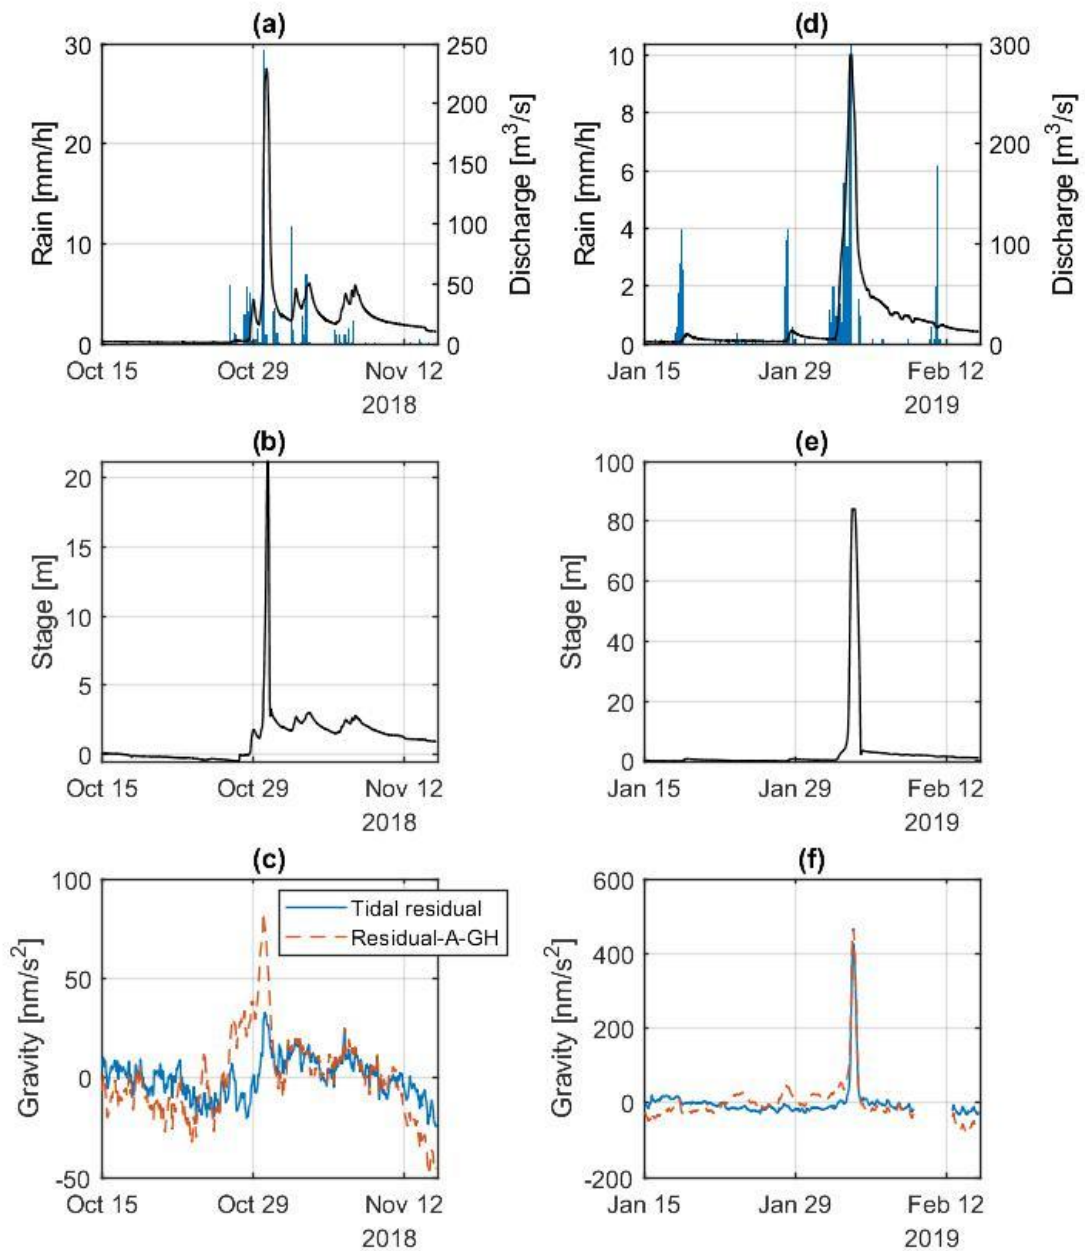 (a)
30
20
10
0
Rain [mm/h]
250
200
150
100
50
0
Discharge [m3/s]
Oct 15
Oct 29
Nov 12
2018
(d)
10
8
6
4
2
0
Rain [mm/h]
300
200
100
0
Discharge [m3/s]
Jan 15
Jan 29
Feb 12
2019
(b)
20
15
10
5
0
Stage [m]
Oct 15
Oct 29
Nov 12
2018
(e)
100
80
60
40
20
0
Stage [m]
Jan 15
Jan 29
Feb 12
2019
(c)
100
50
0
-50
Gravity [nm/s2]
Tidal residual
Residual-A-GH
Oct 15
Oct 29
Nov 12
2018
(f)
600
400
200
0
-200
Gravity [nm/s2]
Jan 15
Jan 29
Feb 12
2019